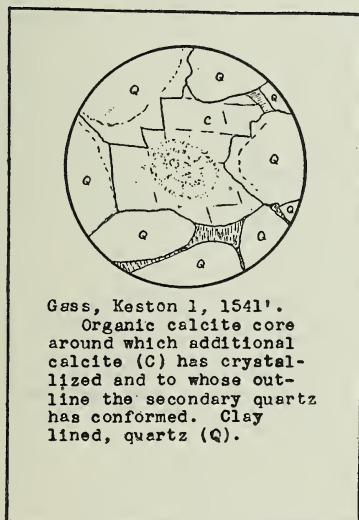 Q
Q
Q
C
Q
Q
Q
Q
Q
Q
Gass, Keston 1, 1541'.
Organic calcite core
around which additional
calcite (C) has crystal-
lized and to whose out-
line the secondary quartz
has conformed. Clay
lined, quartz (Q).